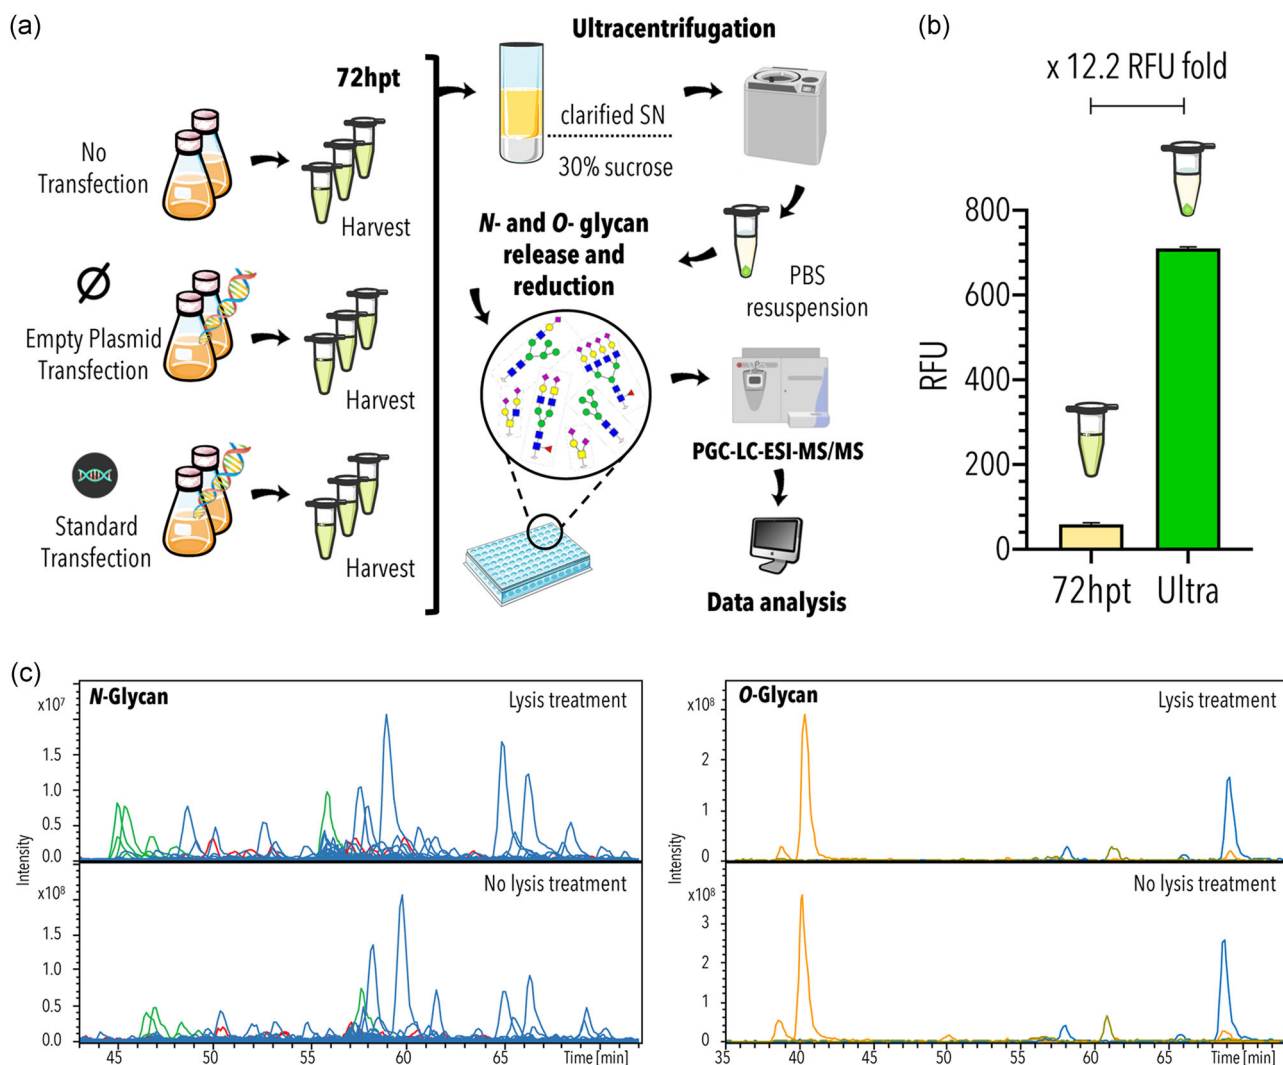 (a)
72hpt
No
Transfection
Harvest
Ø
Empty Plasmid
Transfection
Harvest
Standard
Transfection
Harvest
Ultracentrifugation
clarified SN
30% sucrose
N- and O- glycan
release and
reduction
PBS
resuspension
PGC-LC-ESI-MS/MS
Data analysis
(b)
x 12.2 RFU fold
RFU
800
600
400
200
0
72hpt Ultra
(c)
N-Glycan
Lysis treatment
x10⁷
1.5
1.0
0.5
0.0
Intensity
No lysis treatment
x10⁸
1.5
1.0
0.5
0.0
45 50 55 60 65 Time [min]
O-Glycan
Lysis treatment
x10⁸
2
1
0
Intensity
No lysis treatment
x10⁸
3
2
1
0
35 40 45 50 55 60 65 Time [min]